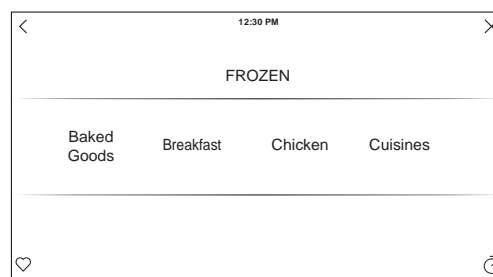 12:30 PM
FROZEN
Baked
Goods
Breakfast
Chicken
Cuisines